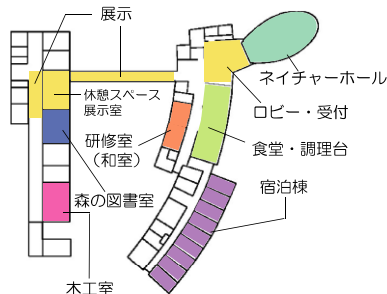 展示
休憩スペース
展示室
ネイチャーホール
ロビー・受付
研修室
（和室）
食堂・調理台
宿泊棟
森の図書室
木工室